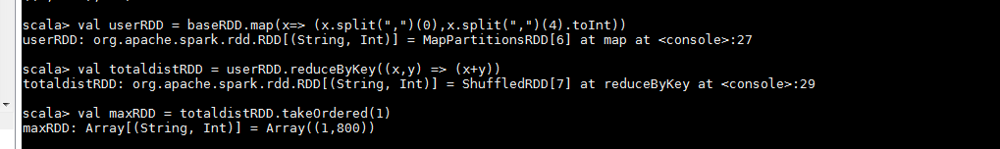 scala> val userRDD = baseRDD.map(x=> (x.split(",")(0),x.split(",")(4).toInt))
userRDD: org.apache.spark.rdd.RDD[(String, Int)] = MapPartitionsRDD[6] at map at <console>:27
scala> val totaldistRDD = userRDD.reduceByKey((x,y) => (x+y))
totaldistRDD: org.apache.spark.rdd.RDD[(String, Int)] = ShuffledRDD[7] at reduceByKey at <console>:29
scala> val maxRDD = totaldistRDD.takeOrdered(1)
maxRDD: Array[(String, Int)] = Array((1,800))